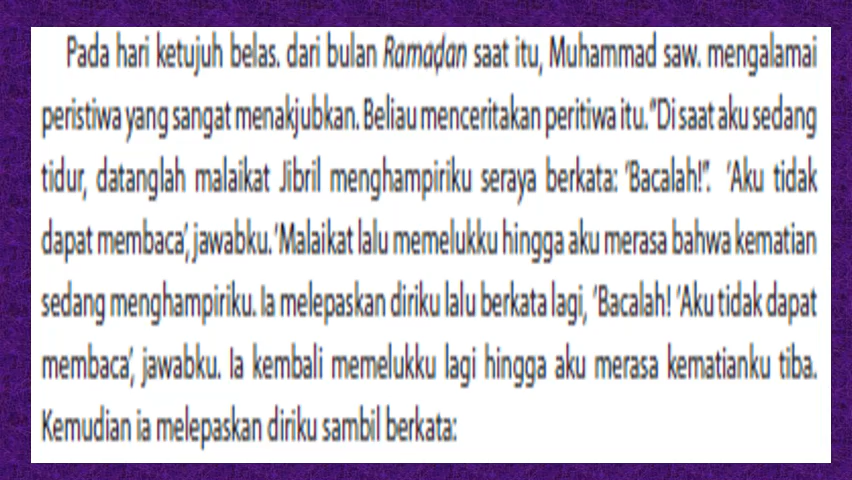 Pada hari ketujuh belas. dari bulan Ramaḍan saat itu, Muhammad saw. mengalamai
peristiwa yang sangat menakjubkan. Beliau menceritakan peritiwa itu."Di saat aku sedang
tidur, datanglah malaikat Jibril menghampiriku seraya berkata: ‘Bacalah!”. ‘Aku tidak
dapat membaca’, jawabku. ‘Malaikat lalu memelukku hingga aku merasa bahwa kematian
sedang menghampiriku. Ia melepaskan diriku lalu berkata lagi, ‘Bacalah! ‘Aku tidak dapat
membaca’, jawabku. Ia kembali memelukku lagi hingga aku merasa kematianku tiba.
Kemudian ia melepaskan diriku sambil berkata: